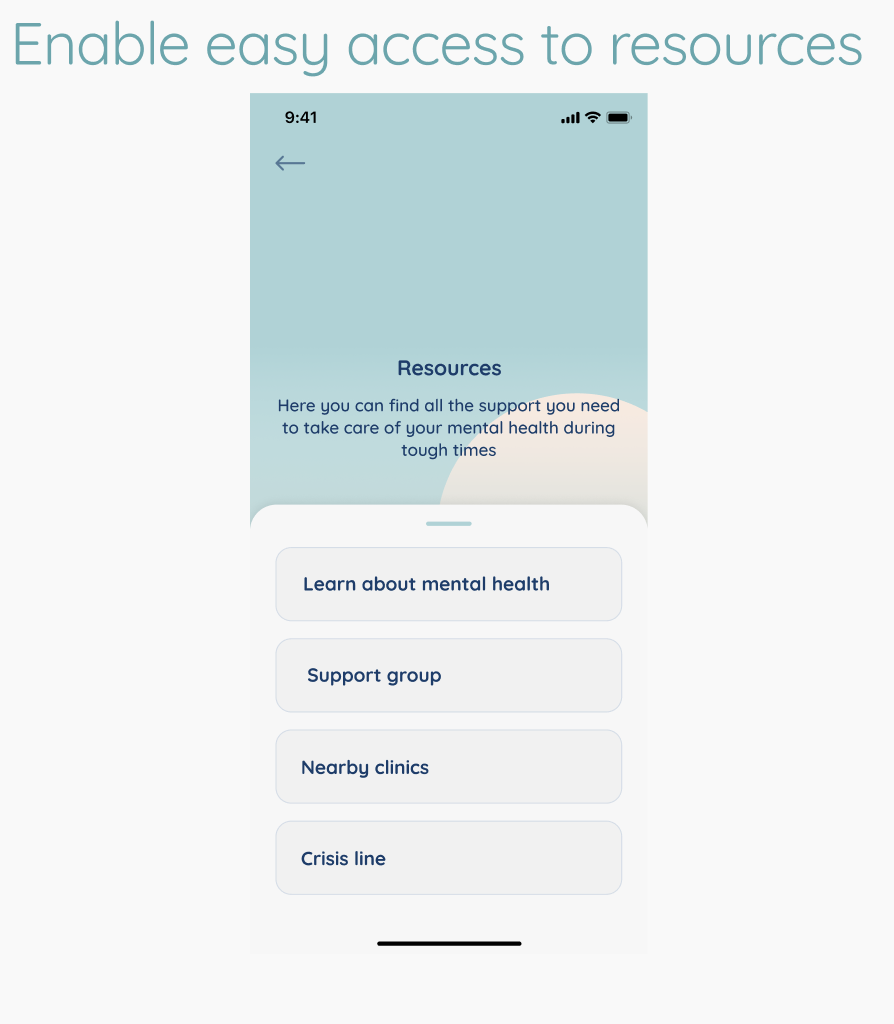 Enable easy access to resources
9:41
Resources
Here you can find all the support you need
to take care of your mental health during
tough times
Learn about mental health
Support group
Nearby clinics
Crisis line